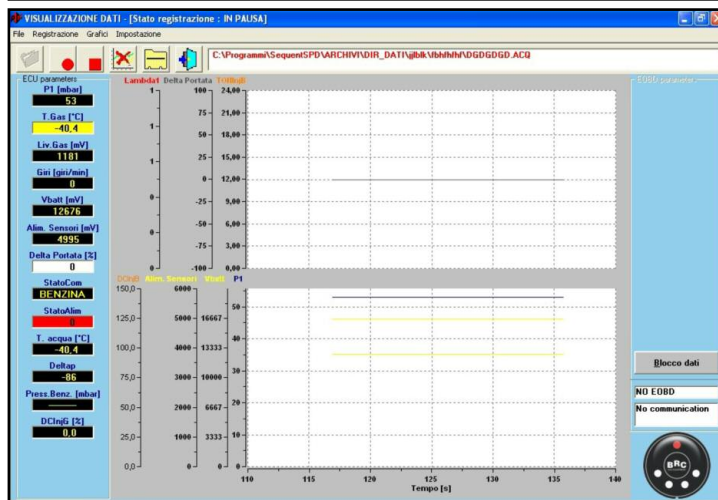 VISUALIZZAZIONE DATI - [Stato registrazione : IN PAUSA]
File Registrazione Grafici Impostazione
C:\Programmi\SequentSPD\ARCHIVI\DIR_DATI\jjlblk\fbhfhfhf\DGDGDGD.ACQ
ECU parameters
P1 [mbar]
53
T.Gas [°C]
-40,4
Liv.Gas [mV]
1181
Giri [giri/min]
0
Vbatt [mV]
12676
Alim. Sensori [mV]
4995
Delta Portata [%]
0
StatoCom
BENZINA
StatoAlim
0
T. acqua [°C]
-40,4
Deltap
-86
Press.Benz. [mbar]
-----
DCInjG [%]
0,0
Lambda1 Delta Portata TOIInjB
1 100 24,00
75 21,00
1 50 18,00
1 25 15,00
0 12,00
0 -25 9,00
-50 6,00
0 -75 3,00
0 -100 0,00
DCInjB Alim. Sensori Vbatt P1
150,0 6000
50
125,0 5000 16667
40
100,0 4000 13333
30
75,0 3000 10000
20
50,0 2000 6667
25,0 1000 3333 10
0,0 0 0 0
110 115 120 125 130 135 140
Tempo [s]
EOBD parameters
Blocco dati
NO EOBD
No communication
BRC